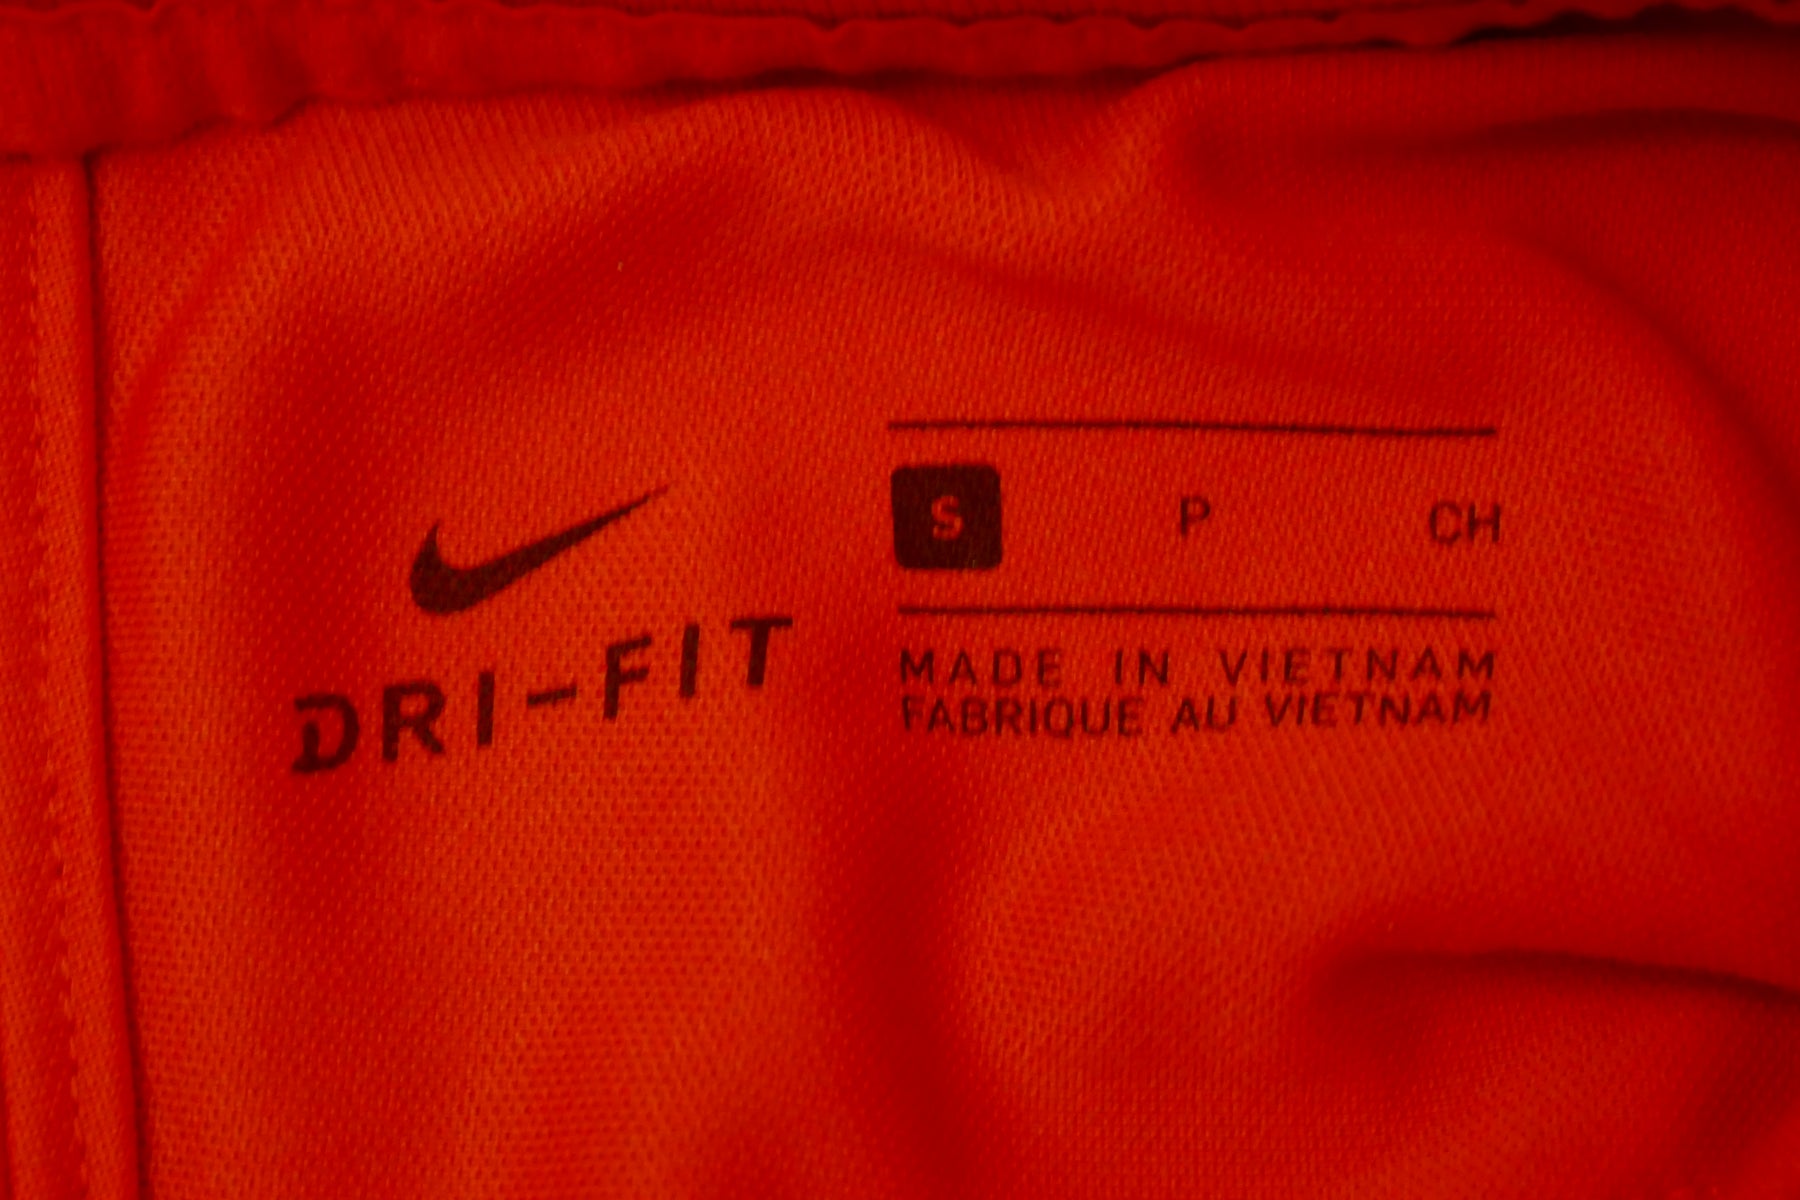 DRI-FIT
S P CH
MADE IN VIETNAM
FABRIQUE AU VIETNAM